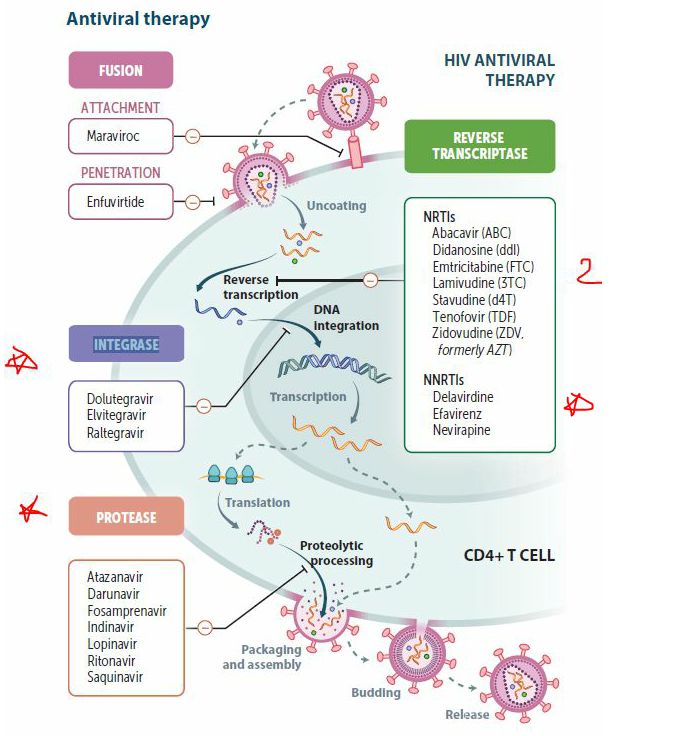 Antiviral therapy
HIV ANTIVIRAL
THERAPY
FUSION
ATTACHMENT
Maraviroc
PENETRATION
Enfuvirtide
REVERSE
TRANSCRIPTASE
NRTIs
Abacavir (ABC)
Didanosine (ddI)
Emtricitabine (FTC)
Lamivudine (3TC)
Stavudine (d4T)
Tenofovir (TDF)
Zidovudine (ZDV,
formerly AZT)
NNRTIs
Delavirdine
Efavirenz
Nevirapine
2
Uncoating
Reverse
transcription
DNA
integration
INTEGRASE
Dolutegravir
Elvitegravir
Raltegravir
Transcription
Translation
PROTEASE
Atazanavir
Darunavir
Fosamprenavir
Indinavir
Lopinavir
Ritonavir
Saquinavir
Proteolytic
processing
CD4+ T CELL
Packaging
and assembly
Budding
Release